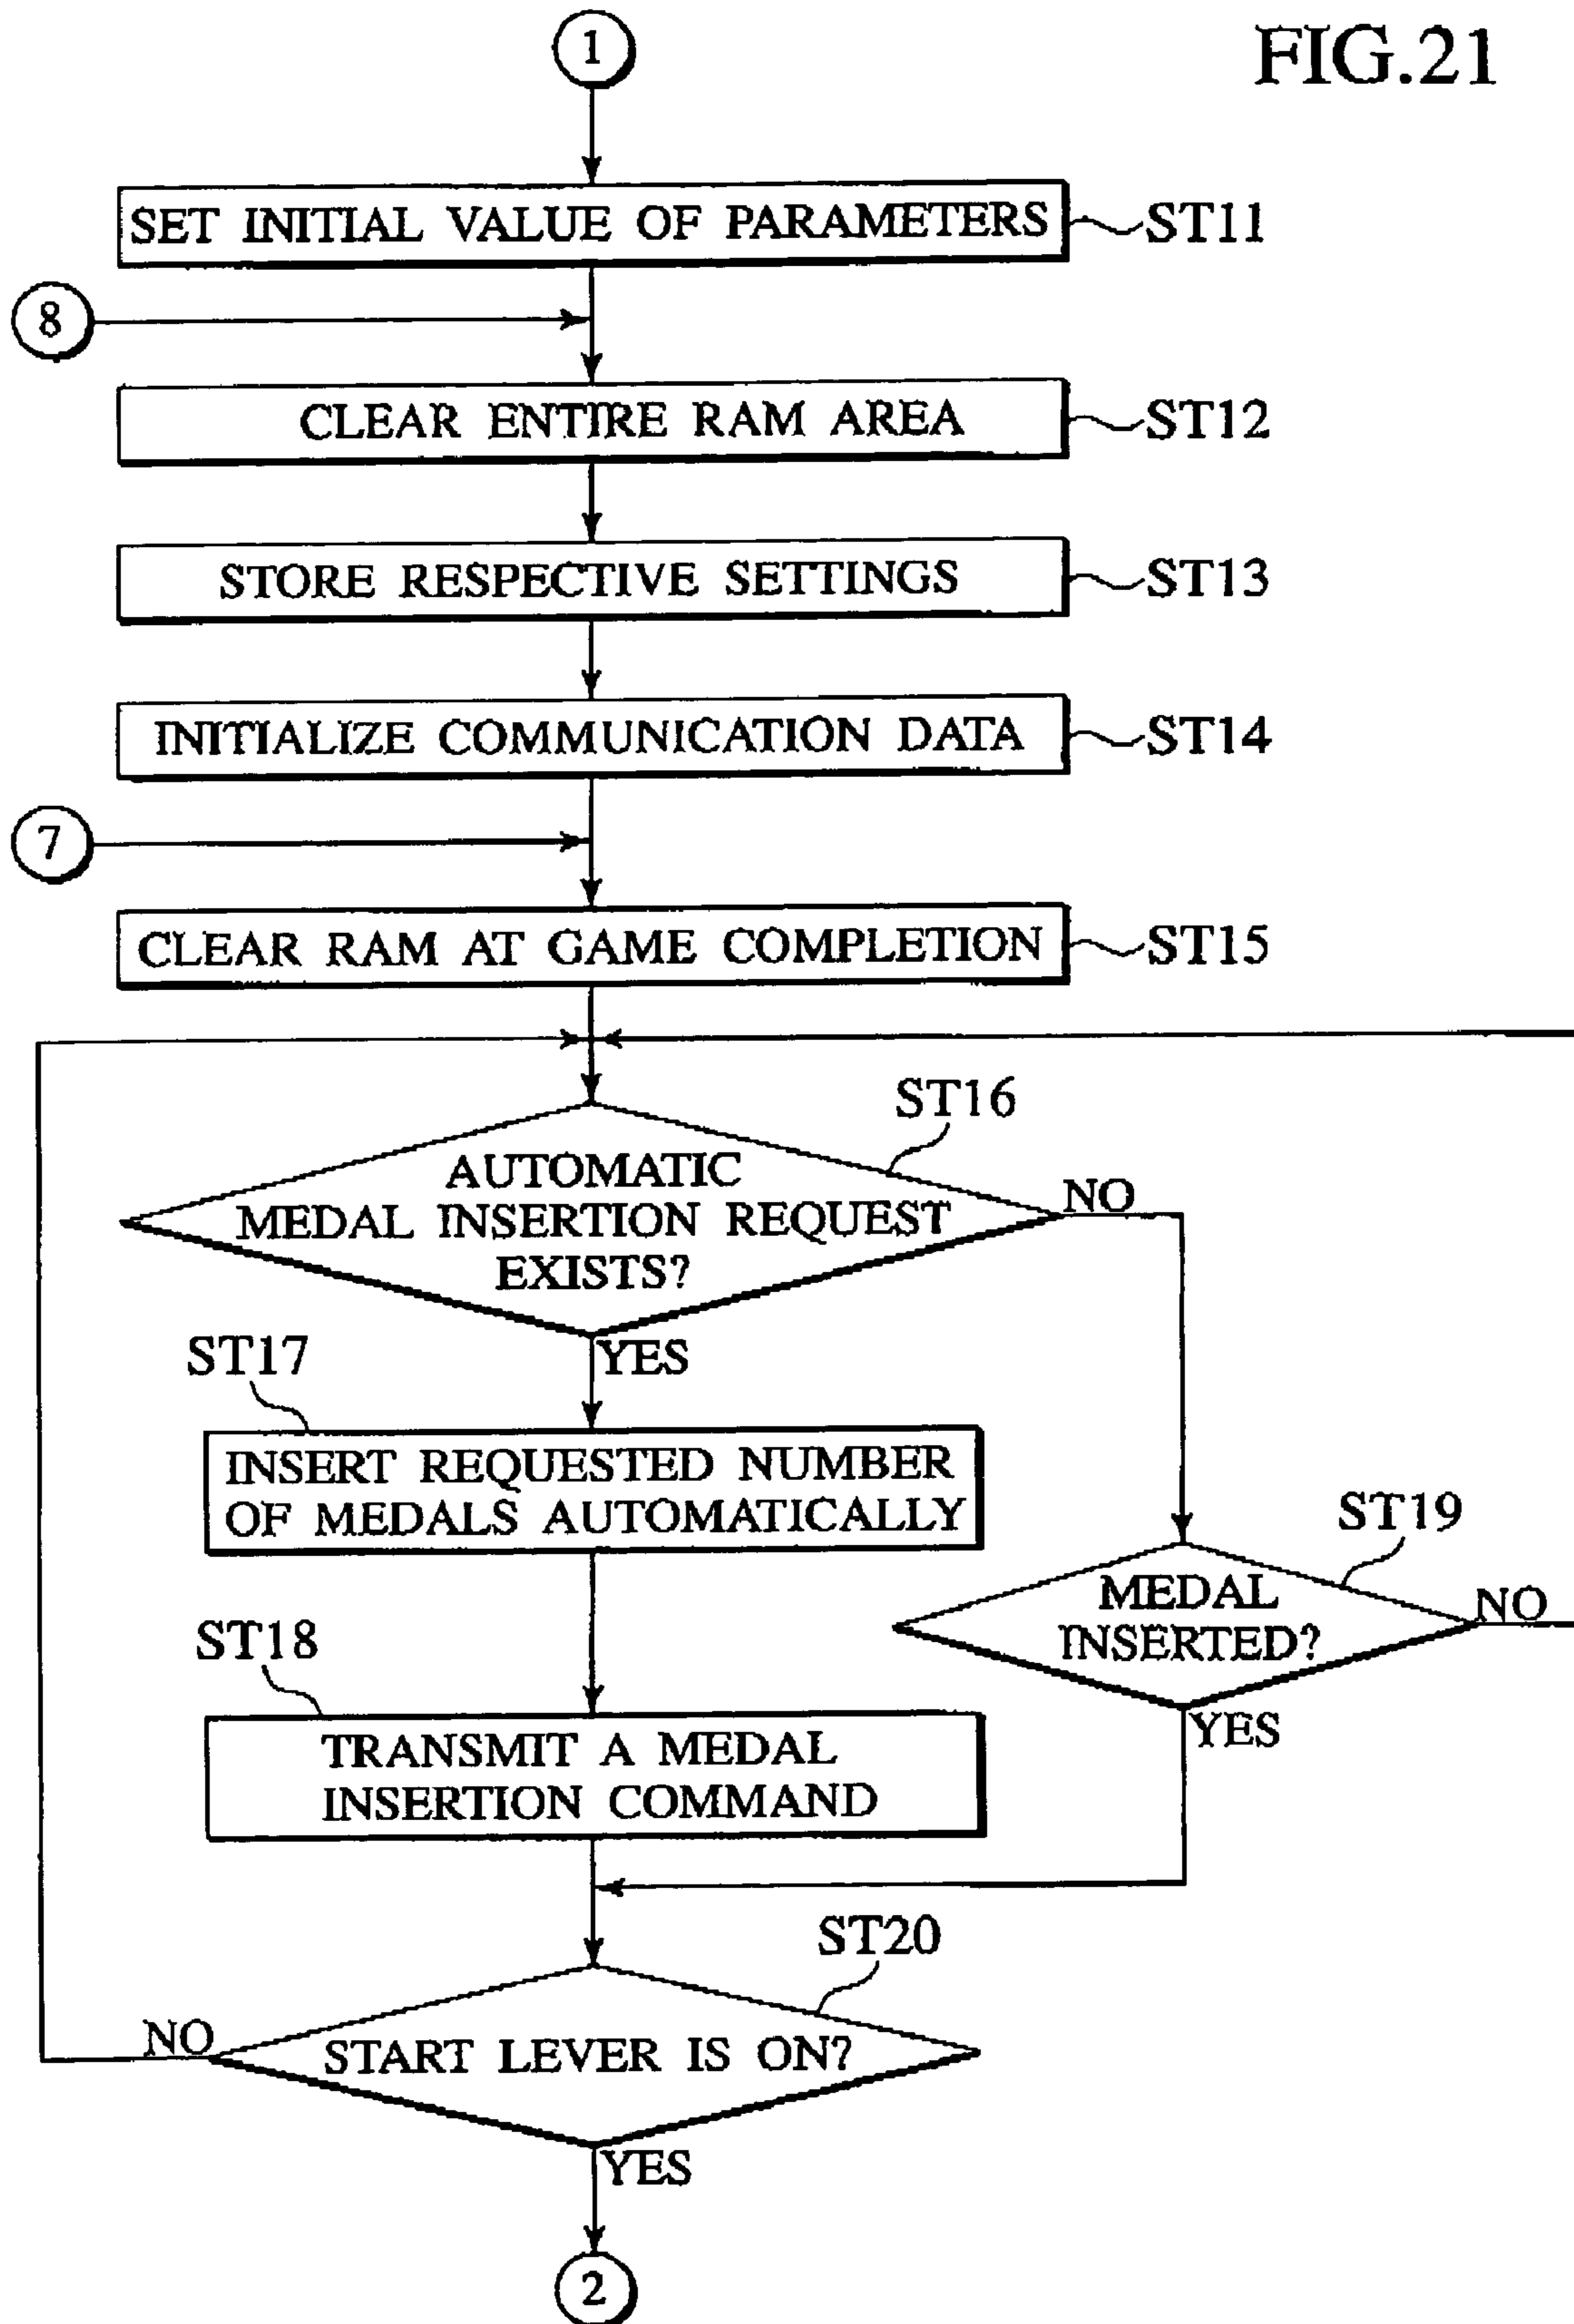 FIG.21
1
SET INITIAL VALUE OF PARAMETERS
ST11
8
CLEAR ENTIRE RAM AREA
ST12
STORE RESPECTIVE SETTINGS
ST13
INITIALIZE COMMUNICATION DATA
ST14
7
CLEAR RAM AT GAME COMPLETION
ST15
ST16
AUTOMATIC
MEDAL INSERTION REQUEST
EXISTS?
NO
YES
ST17
INSERT REQUESTED NUMBER
OF MEDALS AUTOMATICALLY
ST19
MEDAL
INSERTED?
NO
YES
ST18
TRANSMIT A MEDAL
INSERTION COMMAND
ST20
START LEVER IS ON?
NO
YES
2